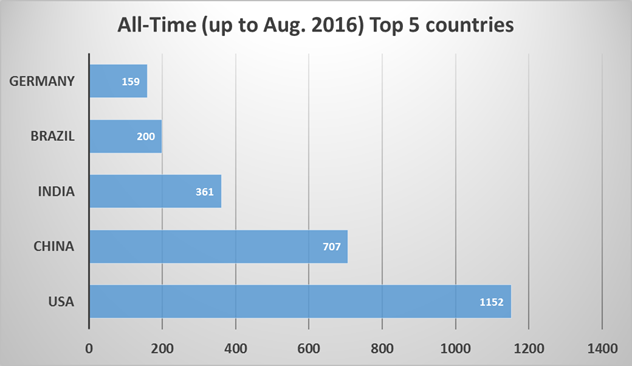 All-Time (up to Aug. 2016) Top 5 countries
GERMANY 159
BRAZIL 200
INDIA 361
CHINA 707
USA 1152
0 200 400 600 800 1000 1200 1400